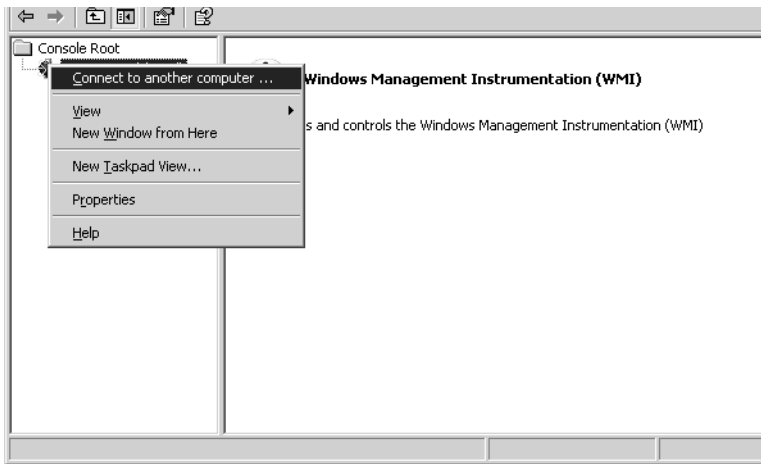 Console Root
Connect to another computer ...
Windows Management Instrumentation (WMI)
View
s and controls the Windows Management Instrumentation (WMI)
New Window from Here
New Taskpad View...
Properties
Help